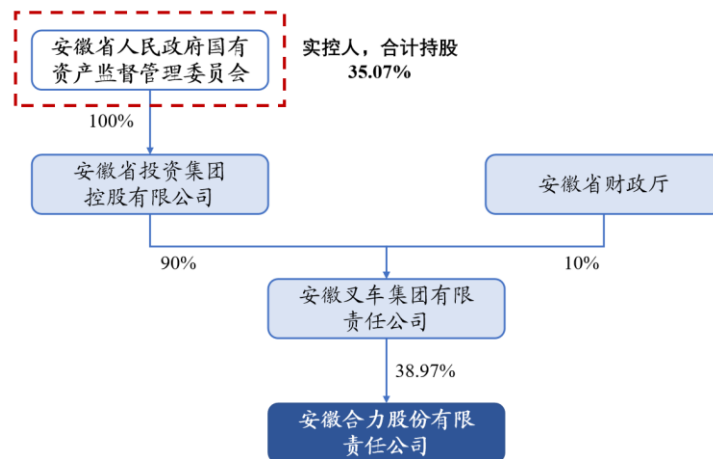 安徽省人民政府国有
资产监督管理委员会
实控人，合计持股
35.07%
100%
安徽省投资集团
控股有限公司
安徽省财政厅
90%
10%
安徽叉车集团有限
责任公司
38.97%
安徽合力股份有限
责任公司